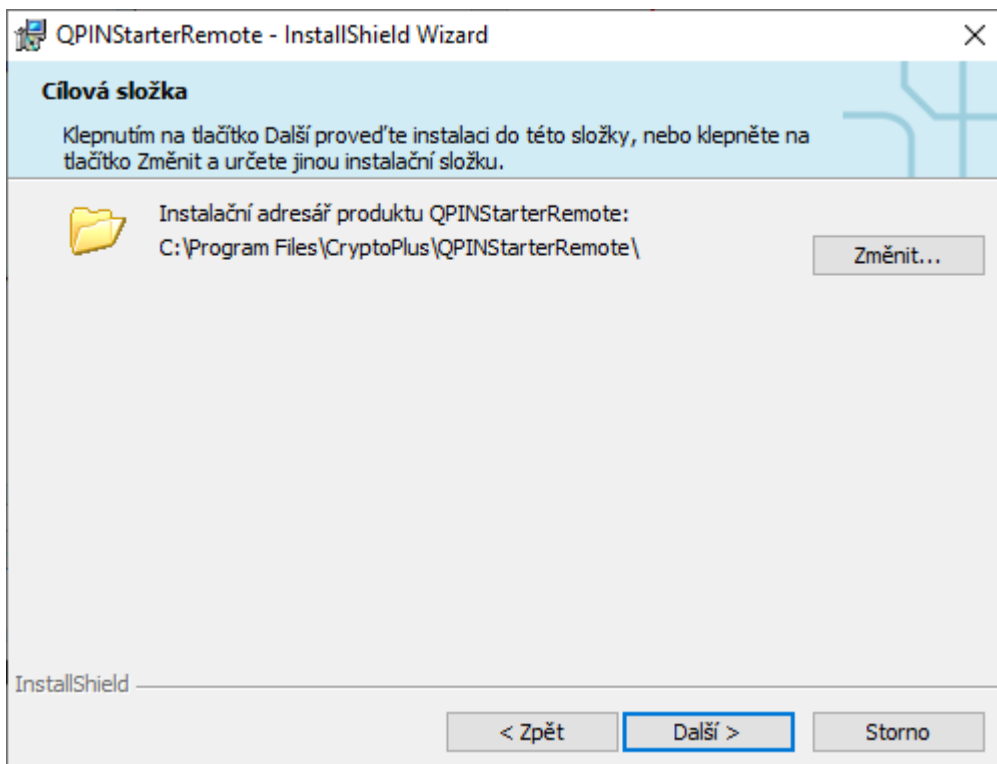 QPINStarterRemote - InstallShield Wizard
Cílová složka
Klepnutím na tlačítko Další proveďte instalaci do této složky, nebo klepněte na
tlačítko Změnit a určete jinou instalační složku.
Instalační adresář produktu QPINStarterRemote:
C:\Program Files\CryptoPlus\QPINStarterRemote\
Změnit...
InstallShield
< Zpět
Další >
Storno